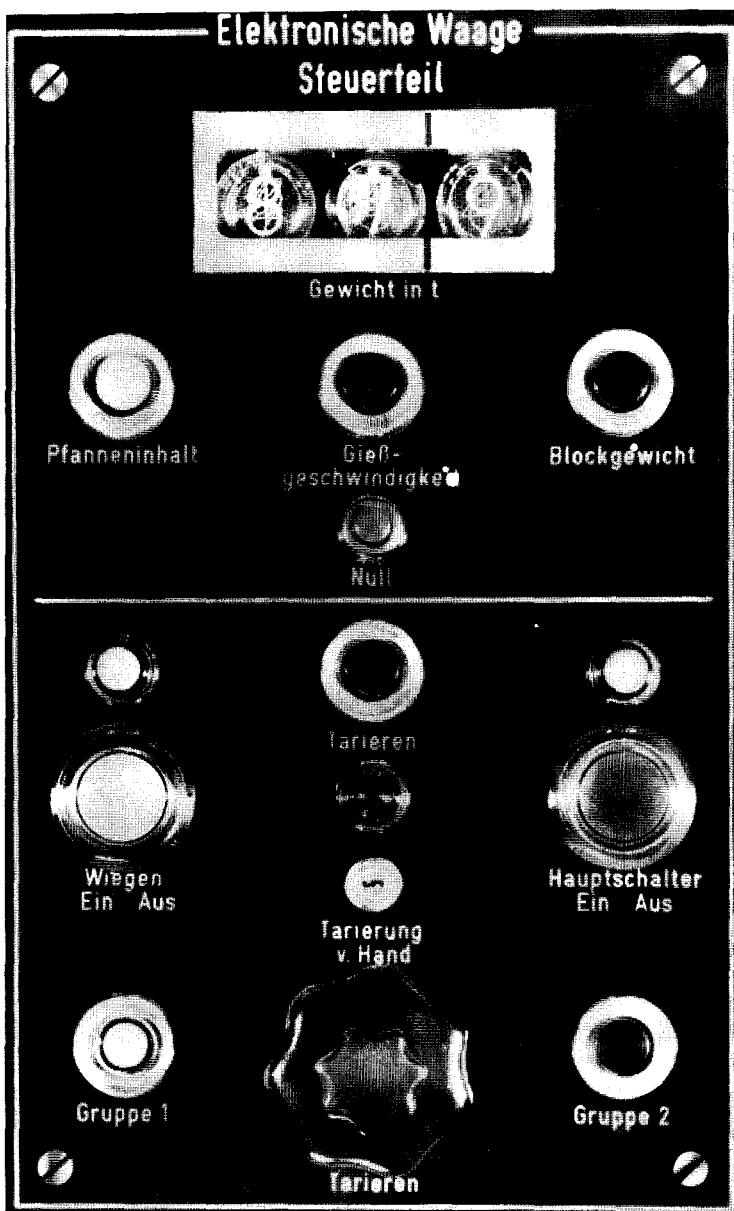 Elektronische Waage
Steuerteil
Gewicht in t
Pfanneninhalt
Gieß-
geschwindigkeit
Blockgewicht
Null
Tarieren
Wiegen
Ein Aus
Hauptschalter
Ein Aus
Tarierung
v. Hand
Gruppe 1
Gruppe 2
Tarieren